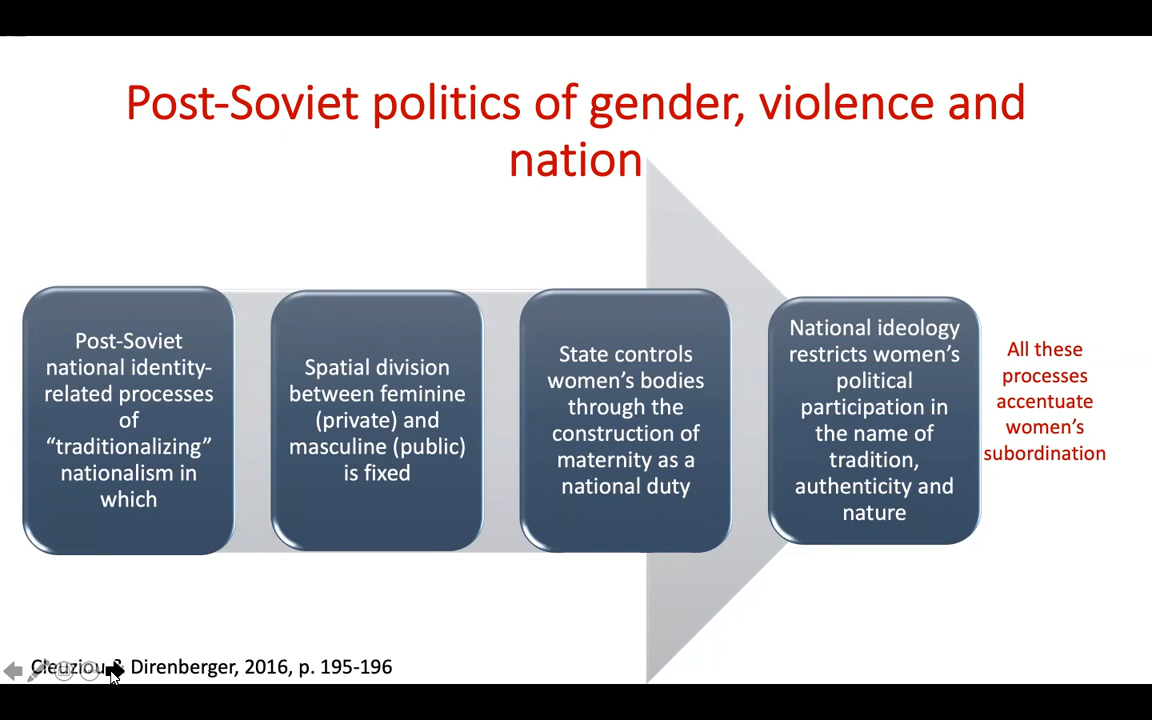 Post-Soviet politics of gender, violence and
nation
Post-Soviet
national identity-
related processes
of
“traditionalizing”
nationalism in
which
Spatial division
between feminine
(private) and
masculine (public)
is fixed
State controls
women’s bodies
through the
construction of
maternity as a
national duty
National ideology
restricts women’s
political
participation in
the name of
tradition,
authenticity and
nature
All these
processes
accentuate
women’s
subordination
Cleuziou & Direnberger, 2016, p. 195-196